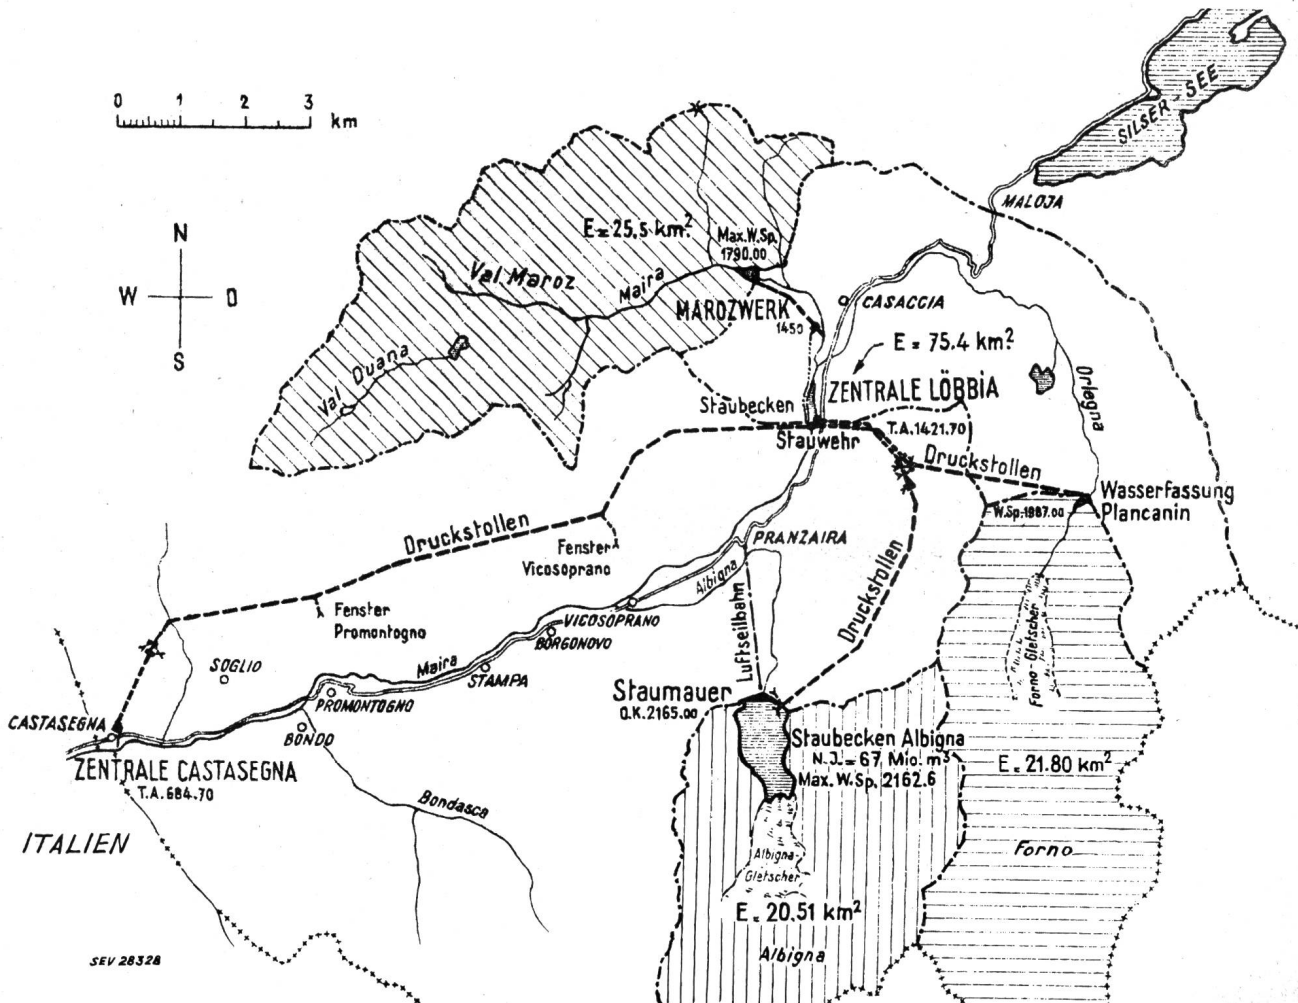 0 1 2 3
km
N
W O
S
SILSER-SEE
MALOJA
E = 25,5 km²
Max.W.Sp.
1790.00
Val Maroz
Maira
MAROZWERK
1450
CASACCIA
E = 75.4 km²
Val Duana
ZENTRALE LÖBBIA
Staubecken
Stauwehr
T.A.1421.70
Orlegna
Druckstollen
Wasserfassung
Plancanin
W.Sp.1987.00
Druckstollen
Fenster
Vicosoprano
PRANZAIRA
Albigna
Druckstollen
Luftseilbahn
Forno Gletscher
Fenster
Promontogno
VICOSOPRANO
BORGONOVO
Maira
STAMPA
SOGLIO
PROMONTOGNO
CASTASEGNA
BONDO
Staumauer
O.K.2165.00
Staubecken Albigna
N.J. = 67 Mio. m³
Max. W. Sp. 2162.6
ZENTRALE CASTASEGNA
T.A.684.70
E = 21.80 km²
Bondasca
ITALIEN
Forno
Albigna-
Gletscher
E = 20.51 km²
Albigna
SEV 28328